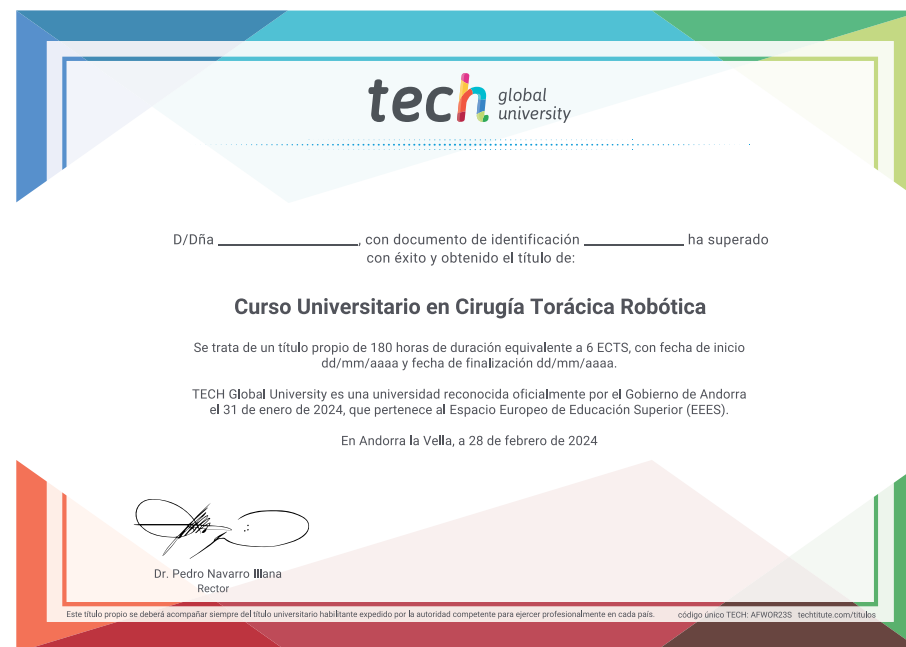 tech global
university
D/Dña ______________, con documento de identificación __________ ha superado
con éxito y obtenido el título de:
Curso Universitario en Cirugía Torácica Robótica
Se trata de un título propio de 180 horas de duración equivalente a 6 ECTS, con fecha de inicio
dd/mm/aaaa y fecha de finalización dd/mm/aaaa.
TECH Global University es una universidad reconocida oficialmente por el Gobierno de Andorra
el 31 de enero de 2024, que pertenece al Espacio Europeo de Educación Superior (EEES).
En Andorra la Vella, a 28 de febrero de 2024
Dr. Pedro Navarro Illana
Rector
Este título propio se deberá acompañar siempre del título universitario habilitante expedido por la autoridad competente para ejercer profesionalmente en cada país. código único TECH: AFWOR23S techtitute.com/titulos